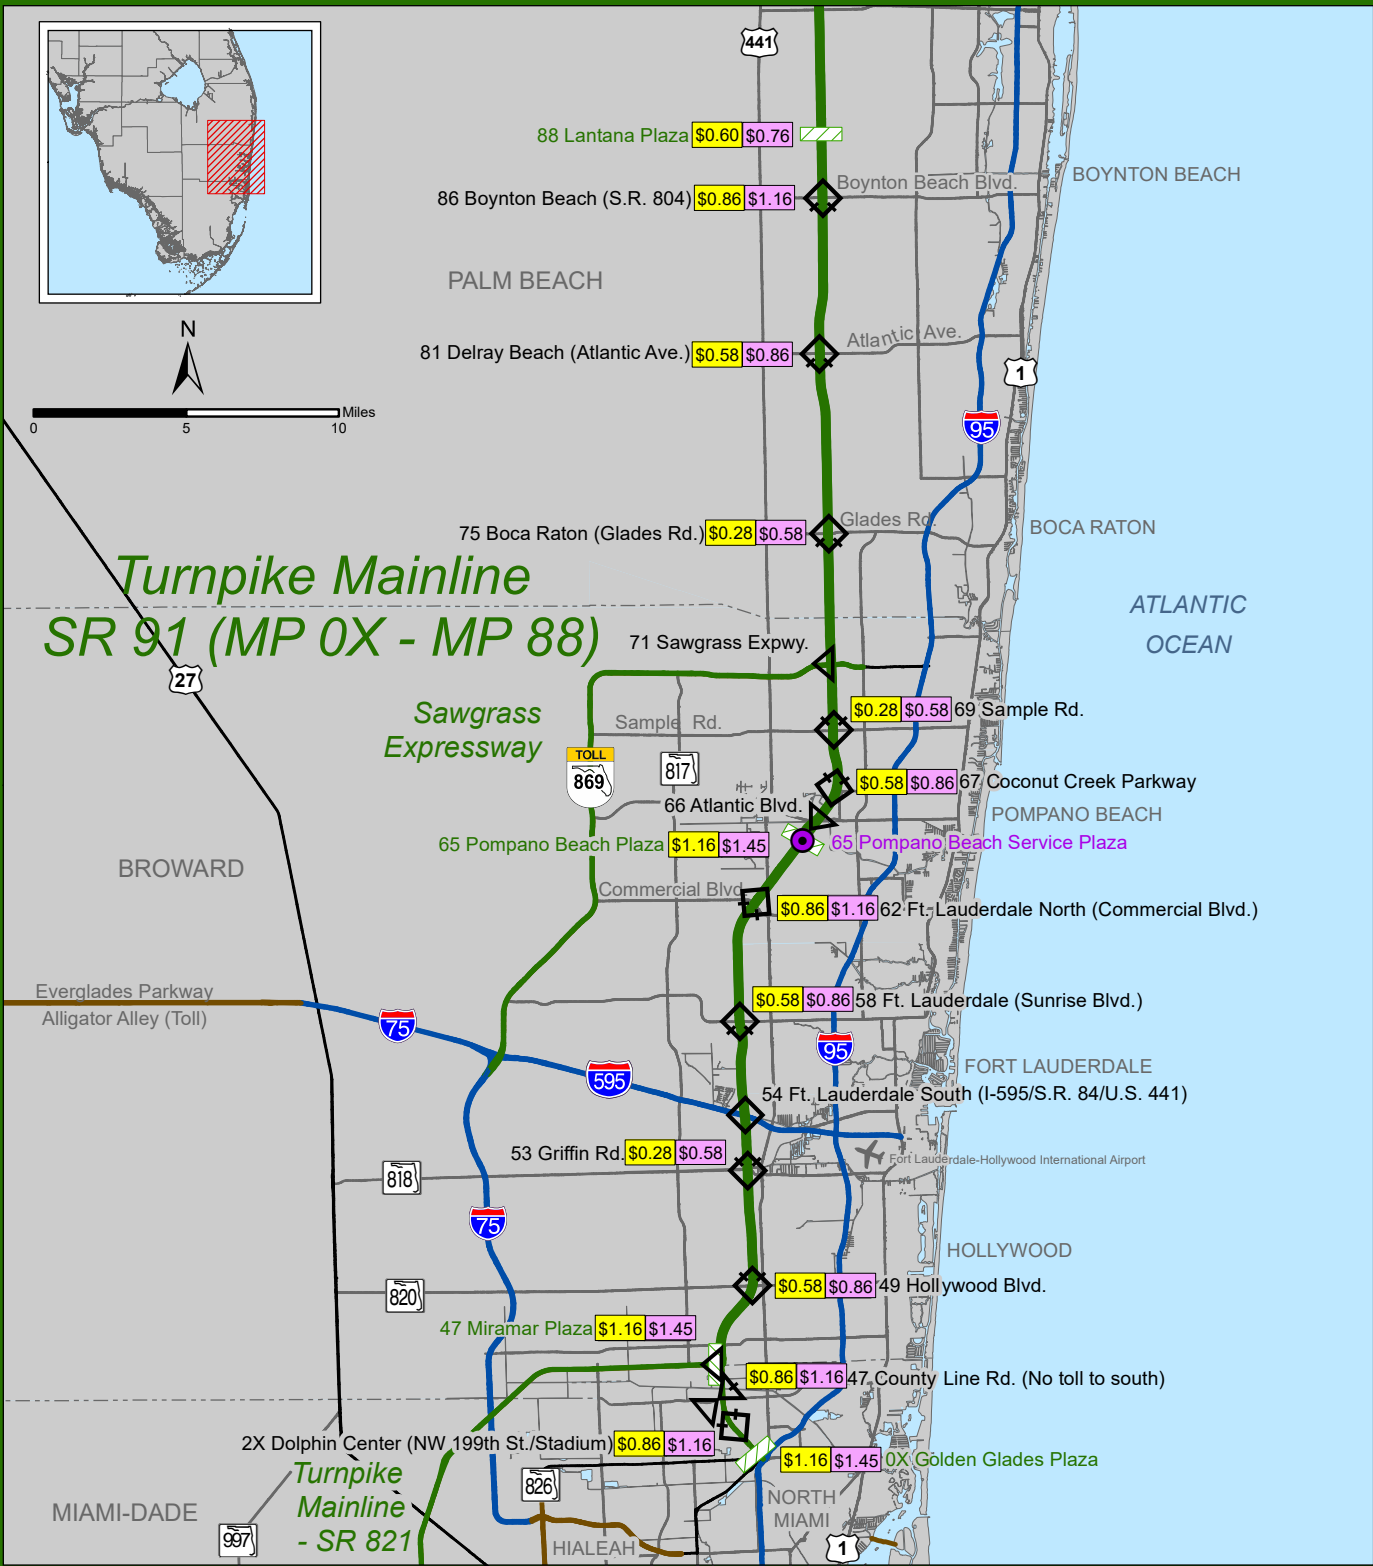 441
88 Lantana Plaza $0.60 $0.76
Boynton Beach Blvd.
BOYNTON BEACH
86 Boynton Beach (S.R. 804) $0.86 $1.16
PALM BEACH
N
Atlantic Ave.
81 Delray Beach (Atlantic Ave.) $0.58 $0.86
1
Miles
0 5 10
95
Glades Rd.
BOCA RATON
75 Boca Raton (Glades Rd.) $0.28 $0.58
Turnpike Mainline
SR 91 (MP 0X - MP 88)
ATLANTIC
OCEAN
71 Sawgrass Expwy.
27
Sawgrass
Expressway
$0.28 $0.58 69 Sample Rd.
Sample Rd.
TOLL
869
817
$0.58 $0.86 67 Coconut Creek Parkway
66 Atlantic Blvd.
POMPANO BEACH
65 Pompano Beach Plaza $1.16 $1.45
65 Pompano Beach Service Plaza
BROWARD
Commercial Blvd
$0.86 $1.16 62 Ft. Lauderdale North (Commercial Blvd.)
Everglades Parkway
Alligator Alley (Toll)
$0.58 $0.86 58 Ft. Lauderdale (Sunrise Blvd.)
75
95
595
FORT LAUDERDALE
54 Ft. Lauderdale South (I-595/S.R. 84/U.S. 441)
53 Griffin Rd. $0.28 $0.58
Fort Lauderdale-Hollywood International Airport
818
75
HOLLYWOOD
820
$0.58 $0.86 49 Hollywood Blvd.
47 Miramar Plaza $1.16 $1.45
$0.86 $1.16 47 County Line Rd. (No toll to south)
2X Dolphin Center (NW 199th St./Stadium) $0.86 $1.16
$1.16 $1.45 0X Golden Glades Plaza
Turnpike
Mainline
- SR 821
826
NORTH
MIAMI
MIAMI-DADE
997
HIALEAH
1